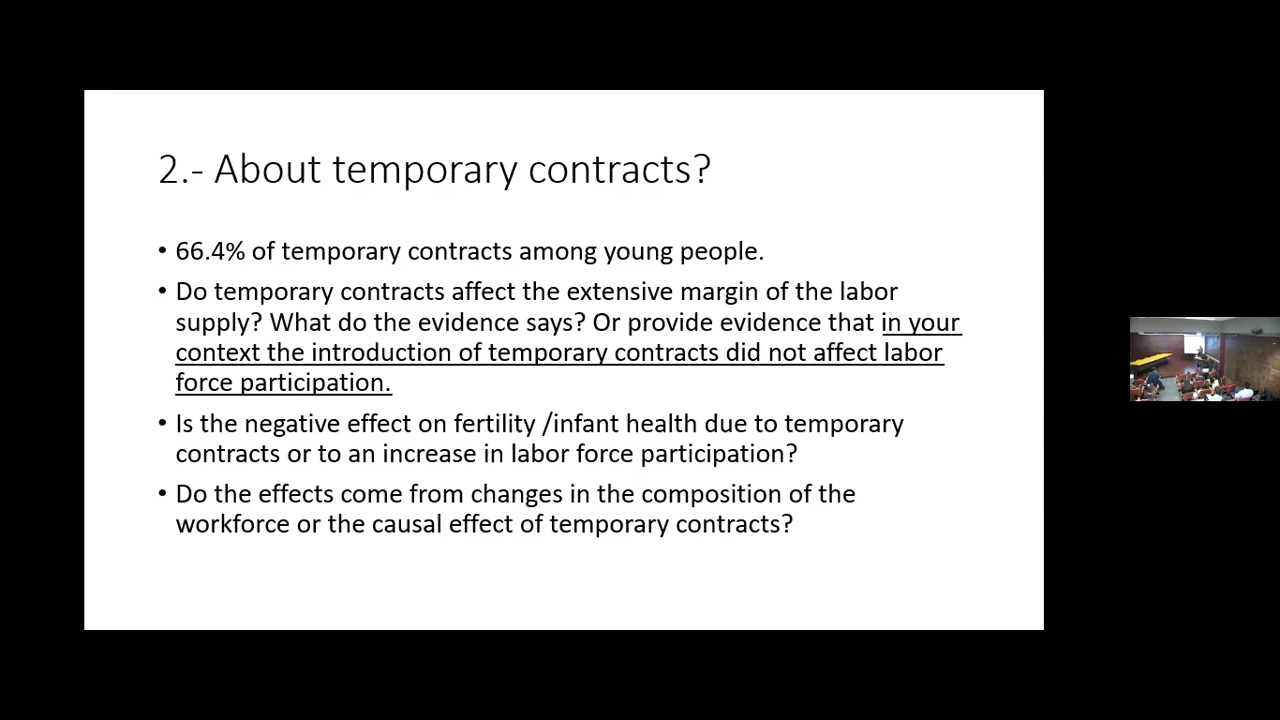 2.- About temporary contracts?
• 66.4% of temporary contracts among young people.
• Do temporary contracts affect the extensive margin of the labor
supply? What do the evidence says? Or provide evidence that in your
context the introduction of temporary contracts did not affect labor
force participation.
• Is the negative effect on fertility /infant health due to temporary
contracts or to an increase in labor force participation?
• Do the effects come from changes in the composition of the
workforce or the causal effect of temporary contracts?